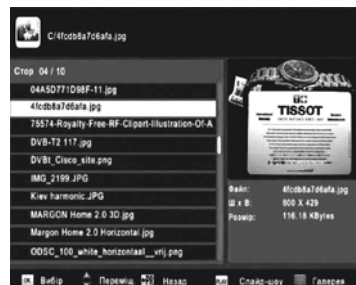 C/4fcdb8a7d6afa.jpg
Стор 04 / 10
04A5D771D98F-11.jpg
4fcdb8a7d6afa.jpg
75574-Royalty-Free-RF-Clipart-Illustration-Of-A
DVB-T2 117.jpg
DVBt_Cisco_site.png
IMG_2199.JPG
Kiev harmonic.JPG
MARGON Home 2.0 3D.jpg
Margon Home 2.0 Horizontal.jpg
ODSC_100_white_horizontaal__vrij.png
TISSOT
Файл: 4fcdb8a7d6afa.jpg
Ш x В: 600 X 429
Розмір: 116.16 KBytes
OK Вибір Переміщ Назад Слайд-шоу Галерея